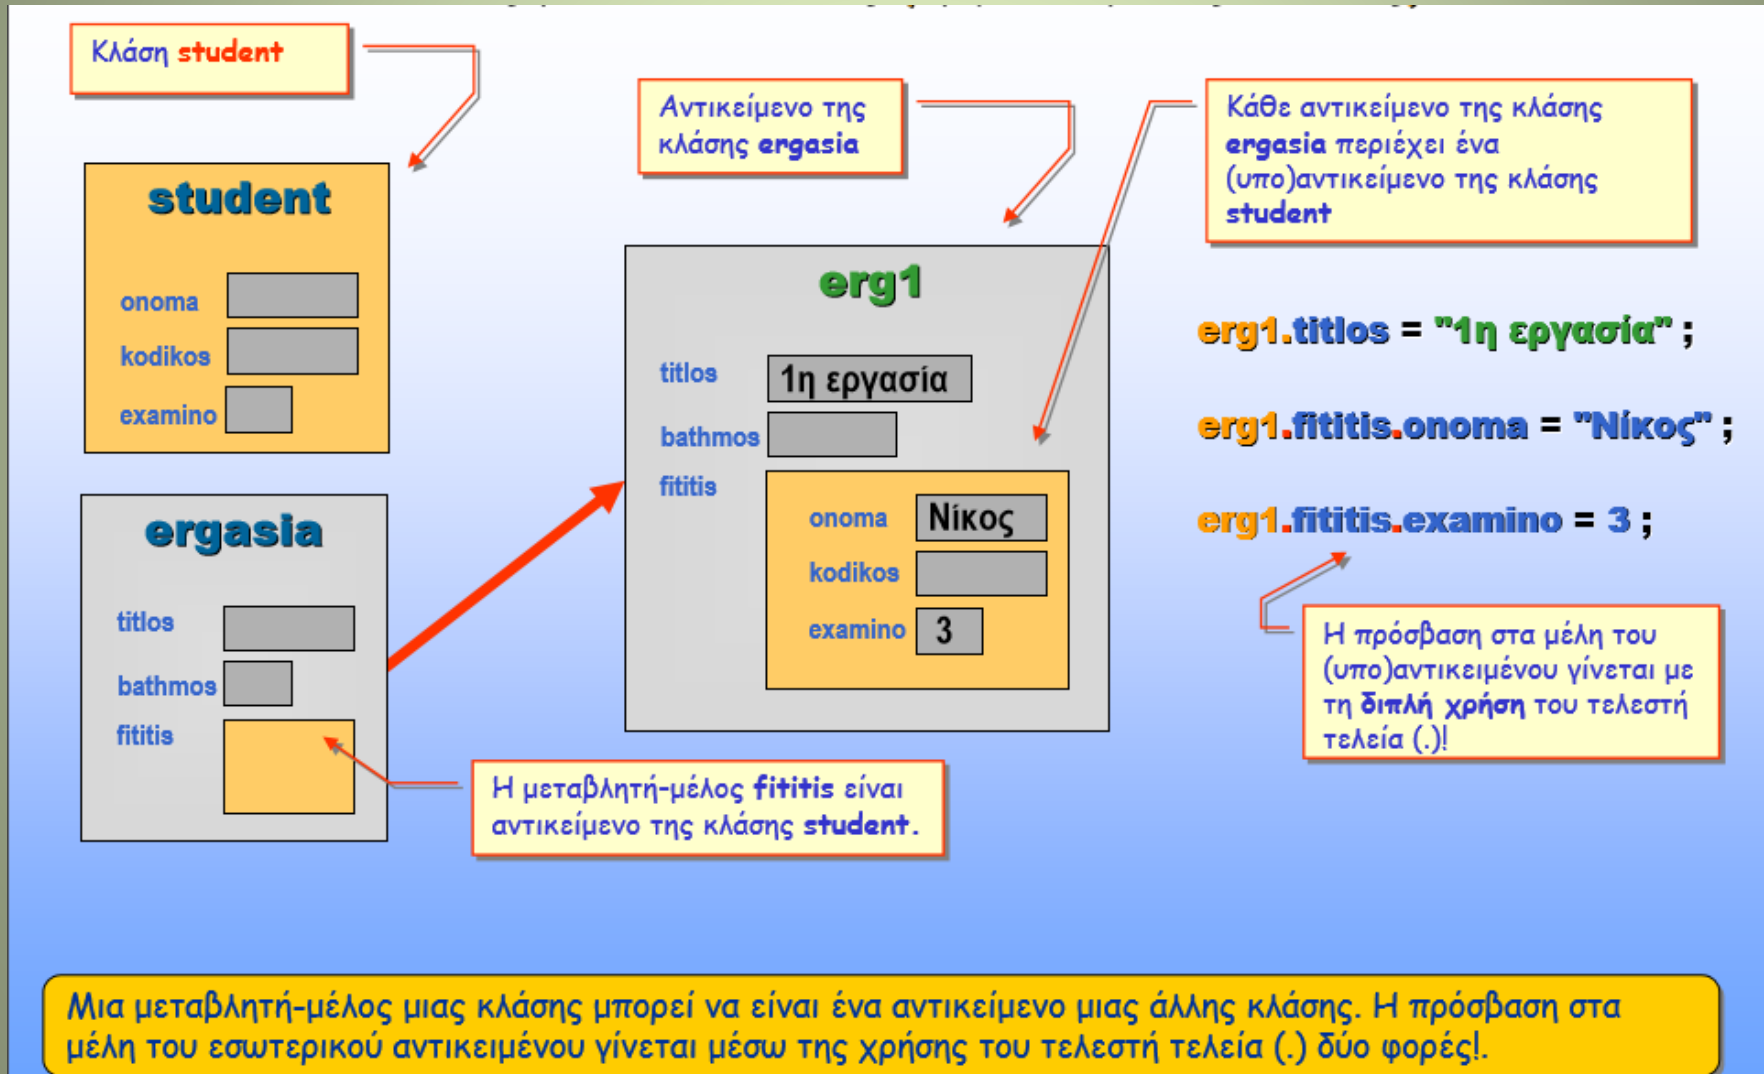 Κλάση student
Αντικείμενο της
κλάσης ergasia
Κάθε αντικείμενο της κλάσης
ergasia περιέχει ένα
(υπο)αντικείμενο της κλάσης
student
student
onoma
kodikos
examino
erg1
titlos 1η εργασία
bathmos
fititis
onoma Νίκος
kodikos
examino 3
erg1.titlos = "1η εργασία" ;
erg1.fititis.onoma = "Νίκος" ;
erg1.fititis.examino = 3 ;
ergasia
titlos
bathmos
fititis
Η πρόσβαση στα μέλη του
(υπο)αντικειμένου γίνεται με
τη διπλή χρήση του τελεστή
τελεία (.)!
Η μεταβλητή-μέλος fititis είναι
αντικείμενο της κλάσης student.
Μια μεταβλητή-μέλος μιας κλάσης μπορεί να είναι ένα αντικείμενο μιας άλλης κλάσης. Η πρόσβαση στα
μέλη του εσωτερικού αντικειμένου γίνεται μέσω της χρήσης του τελεστή τελεία (.) δύο φορές!.